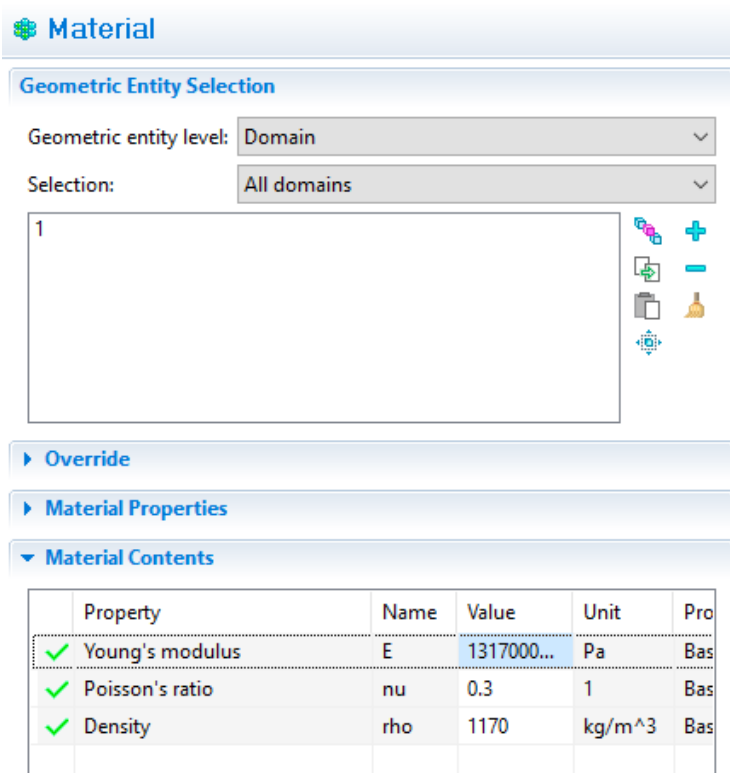 Material
Geometric Entity Selection
Geometric entity level: Domain
Selection: All domains
1
Override
Material Properties
Material Contents
Property Name Value Unit Pro
Young's modulus E 1317000... Pa Bas
Poisson's ratio nu 0.3 1 Bas
Density rho 1170 kg/m^3 Bas